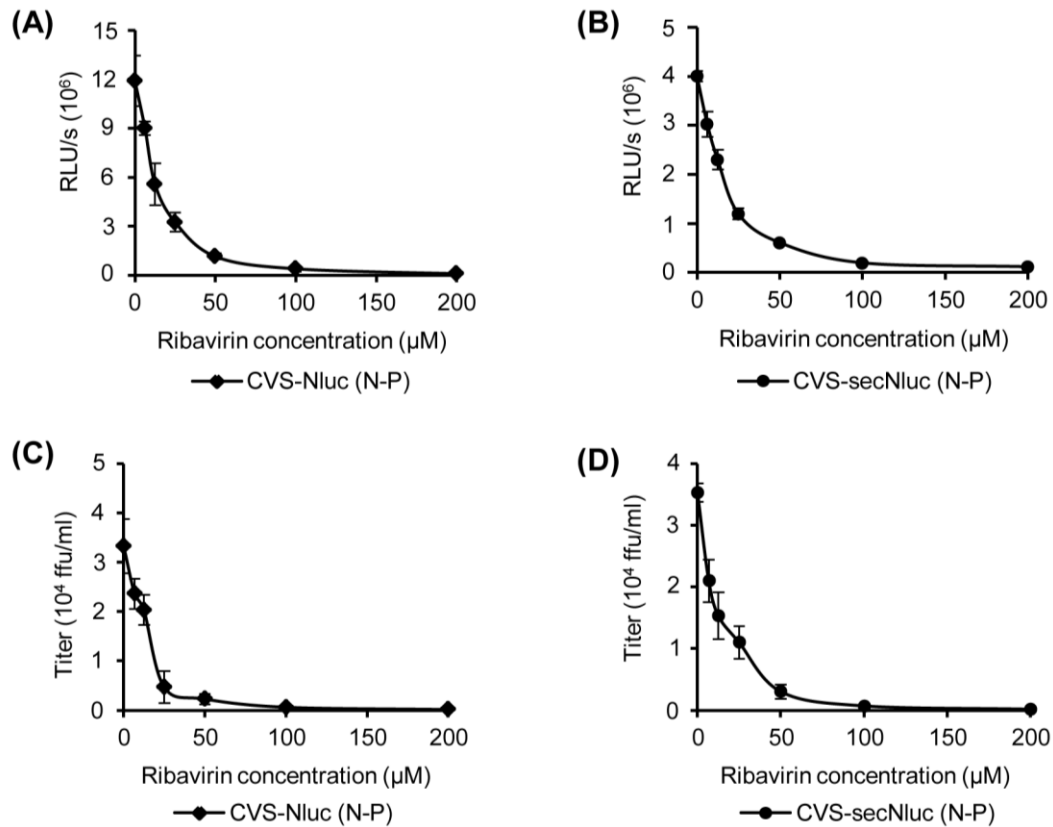 (A)
RLU/s (10⁶)
15
12
9
6
3
0
0 50 100 150 200
Ribavirin concentration (µM)
CVS-Nluc (N-P)
(B)
RLU/s (10⁶)
5
4
3
2
1
0
0 50 100 150 200
Ribavirin concentration (µM)
CVS-secNluc (N-P)
(C)
Titer (10⁴ ffu/ml)
5
4
3
2
1
0
0 50 100 150 200
Ribavirin concentration (µM)
CVS-Nluc (N-P)
(D)
Titer (10⁴ ffu/ml)
4
3
2
1
0
0 50 100 150 200
Ribavirin concentration (µM)
CVS-secNluc (N-P)